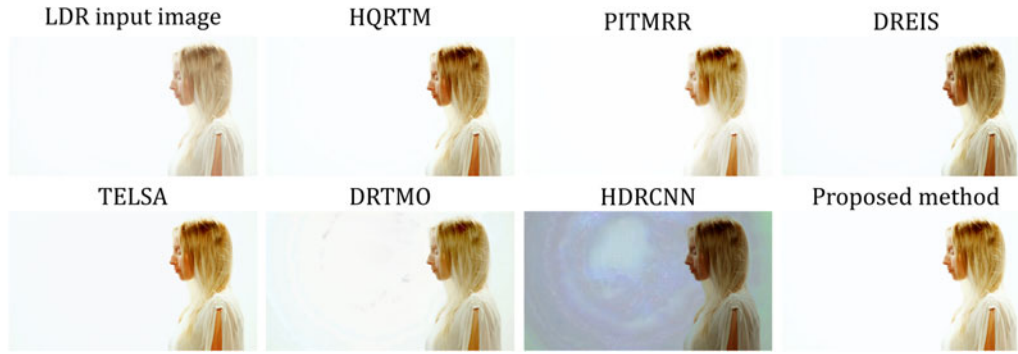 LDR input image
HQRTM
PITMRR
DREIS
TELSA
DRTMO
HDRCNN
Proposed method